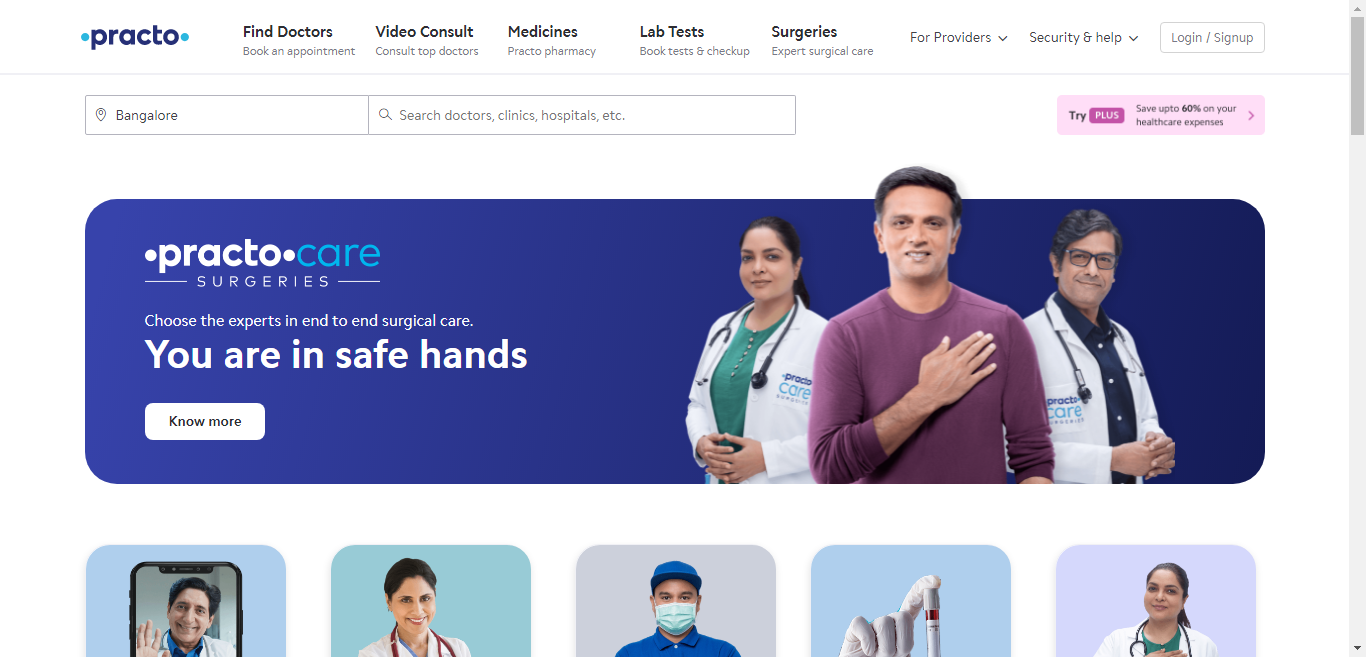 •practo•
Find Doctors
Book an appointment
Video Consult
Consult top doctors
Medicines
Practo pharmacy
Lab Tests
Book tests & checkup
Surgeries
Expert surgical care
For Providers
Security & help
Login / Signup
Bangalore
Search doctors, clinics, hospitals, etc.
Try PLUS
Save upto 60% on your
healthcare expenses
•practo•care
SURGERIES
Choose the experts in end to end surgical care.
You are in safe hands
Know more
•practo•
care
SURGERIES
practo•
care
SURGERIES